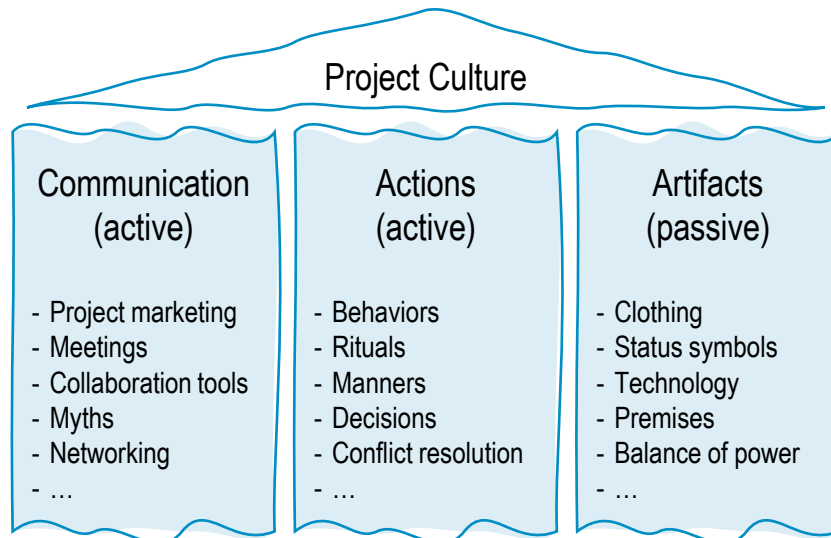 Project Culture
Communication
(active)
- Project marketing
- Meetings
- Collaboration tools
- Myths
- Networking
- …
Actions
(active)
- Behaviors
- Rituals
- Manners
- Decisions
- Conflict resolution
- …
Artifacts
(passive)
- Clothing
- Status symbols
- Technology
- Premises
- Balance of power
- …